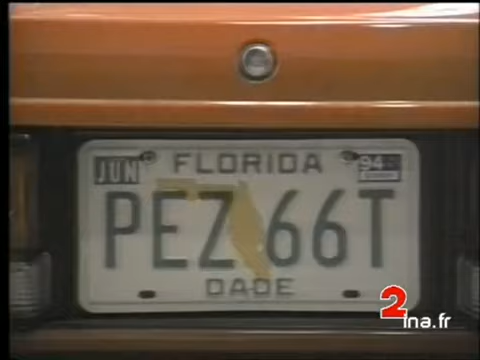 JUN FLORIDA 94
PEZ 66T
DADE
2
ina.fr